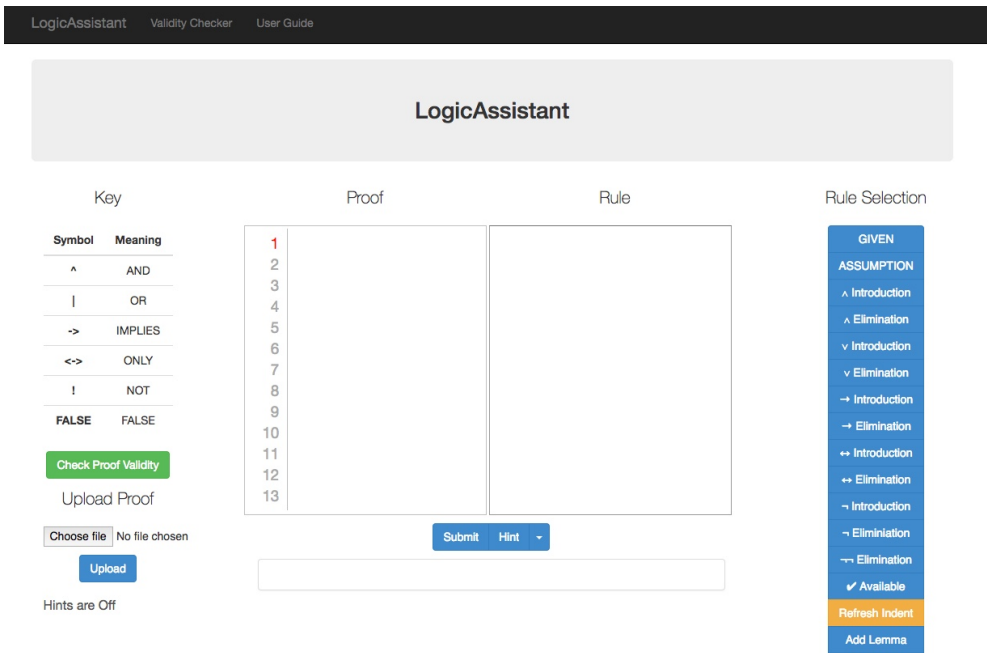 LogicAssistant Validity Checker User Guide
LogicAssistant
Key
Symbol Meaning
^ AND
| OR
-> IMPLIES
<-> ONLY
! NOT
FALSE FALSE
Check Proof Validity
Upload Proof
Choose file No file chosen
Upload
Hints are Off
Proof
1
2
3
4
5
6
7
8
9
10
11
12
13
Rule
Submit Hint
Rule Selection
GIVEN
ASSUMPTION
∧ Introduction
∧ Elimination
∨ Introduction
∨ Elimination
→ Introduction
→ Elimination
↔ Introduction
↔ Elimination
¬ Introduction
¬ Eliminiation
¬¬ Elimination
✔ Available
Refresh Indent
Add Lemma